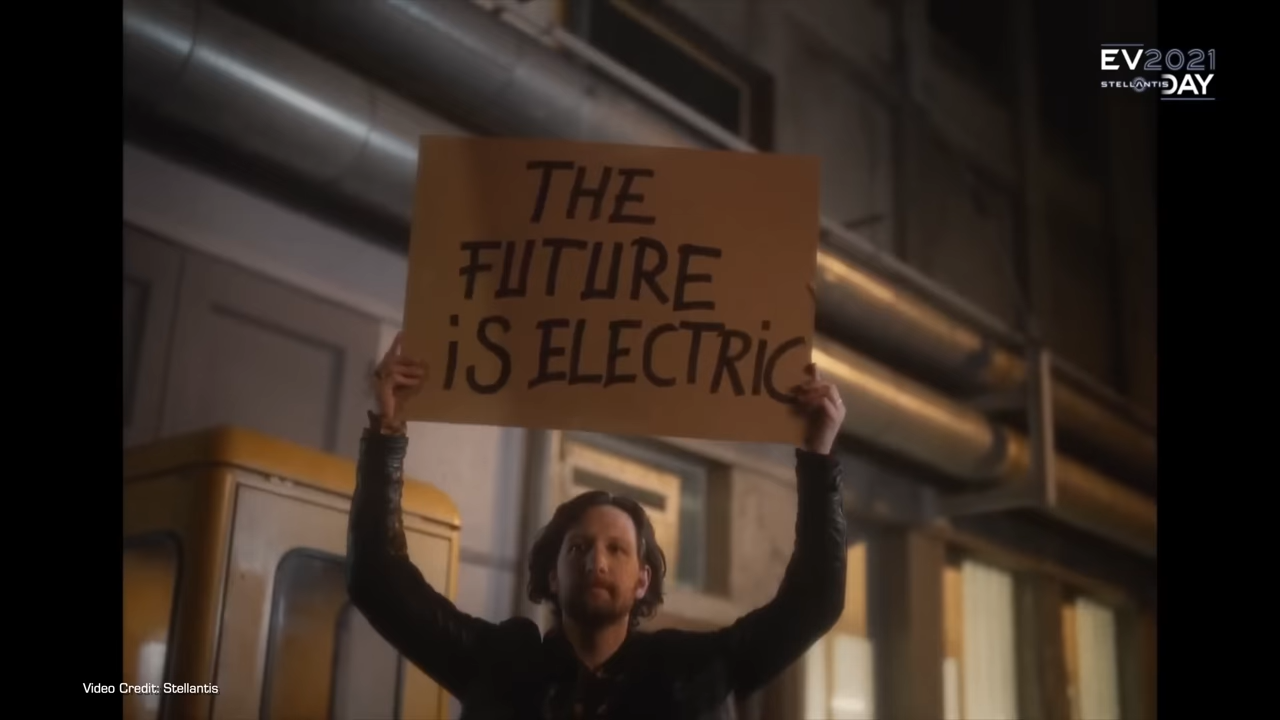 EV2021
STELLANTIS DAY
THE
FUTURE
iS ELECTRiC
Video Credit: Stellantis